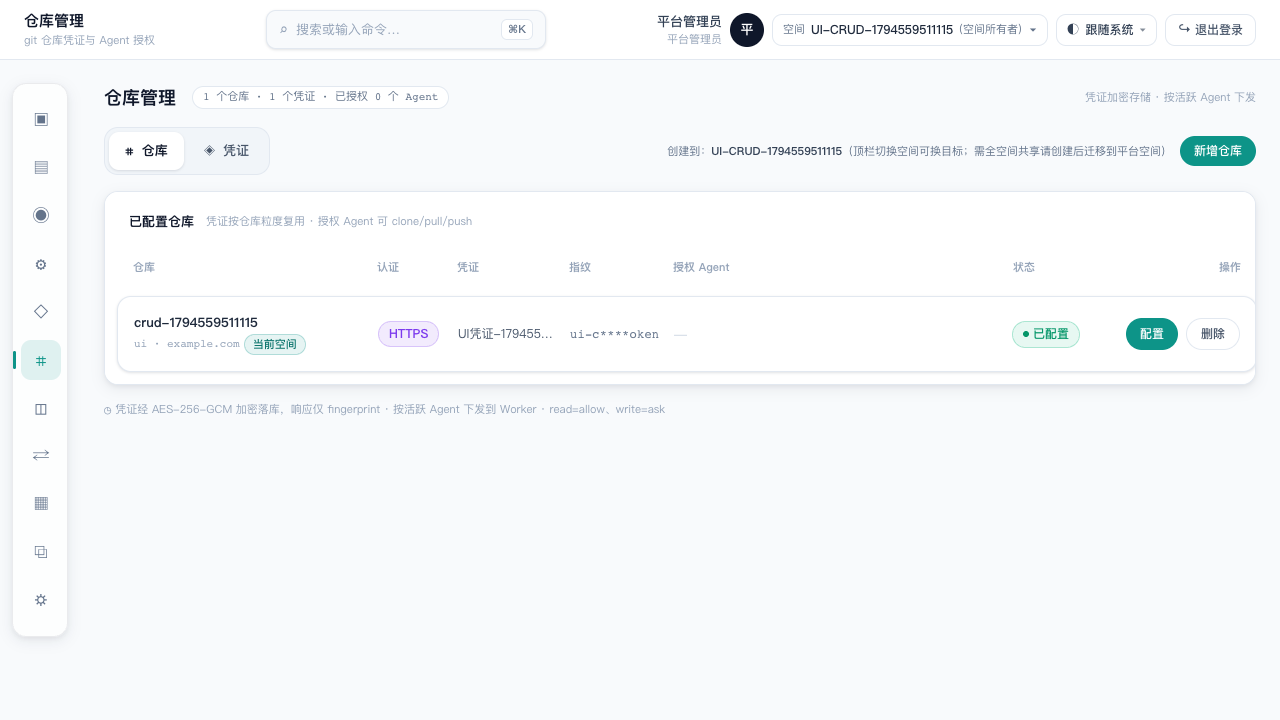 仓库管理
git 仓库凭证与 Agent 授权
搜索或输入命令... ⌘K
平台管理员
平台管理员
平
空间 UI-CRUD-1794559511115 (空间所有者)
跟随系统
退出登录
仓库管理
1 个仓库 · 1 个凭证 · 已授权 0 个 Agent
凭证加密存储 · 按活跃 Agent 下发
仓库
凭证
创建到: UI-CRUD-1794559511115 (顶栏切换空间可换目标; 需全空间共享请创建后迁移到平台空间)
新增仓库
已配置仓库 凭证按仓库粒度复用 · 授权 Agent 可 clone/pull/push
仓库 认证 凭证 指纹 授权 Agent 状态 操作
crud-1794559511115
ui · example.com 当前空间
HTTPS
UI凭证-179455...
ui-c****oken
—
已配置
配置
删除
凭证经 AES-256-GCM 加密落库, 响应仅 fingerprint · 按活跃 Agent 下发到 Worker · read=allow、write=ask